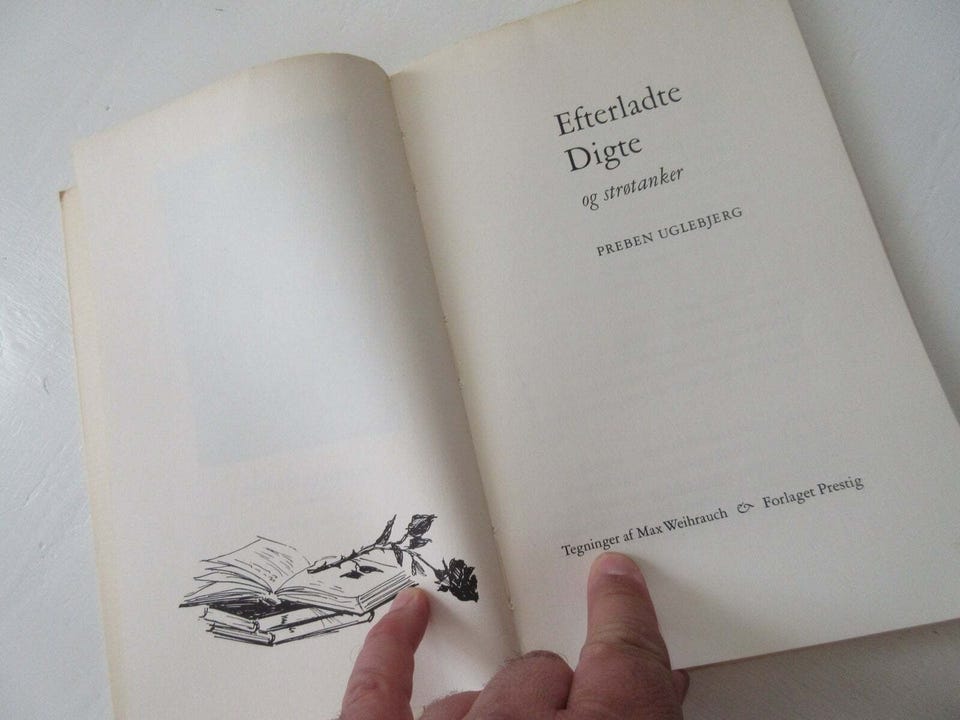 Efterladte
Digte
og strøtanker
PREBEN UGLEBJERG
Tegninger af Max Weihrauch & Forlaget Prestig